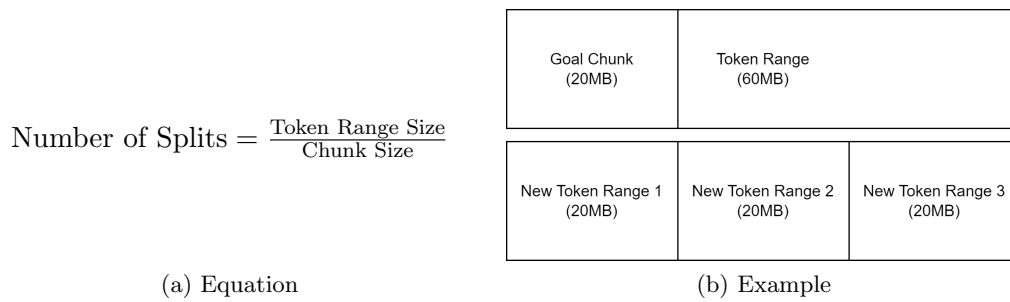 Number of Splits = Token Range Size / Chunk Size
(a) Equation
Goal Chunk
(20MB)
Token Range
(60MB)
New Token Range 1
(20MB)
New Token Range 2
(20MB)
New Token Range 3
(20MB)
(b) Example